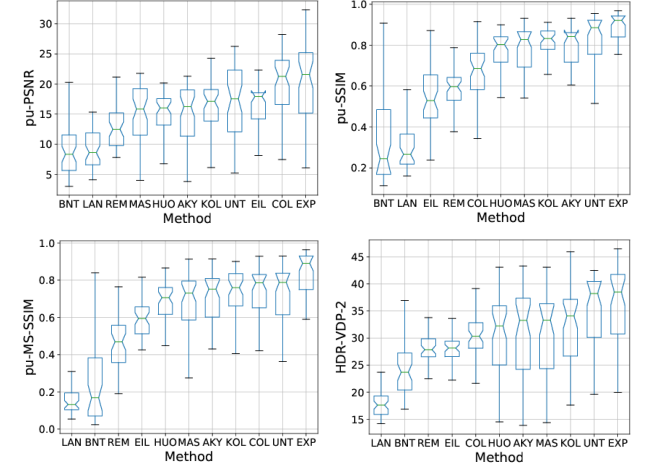 pu-PSNR
30
25
20
15
10
5
BNT LAN REM MAS HUO AKY KOL UNT EIL COL EXP
Method
pu-SSIM
1.0
0.8
0.6
0.4
0.2
BNT LAN EIL REM COL HUO MAS KOL AKY UNT EXP
Method
pu-MS-SSIM
1.0
0.8
0.6
0.4
0.2
0.0
LAN BNT REM EIL HUO MAS AKY KOL COL UNT EXP
Method
HDR-VDP-2
45
40
35
30
25
20
15
LAN BNT REM EIL COL HUO AKY MAS KOL UNT EXP
Method